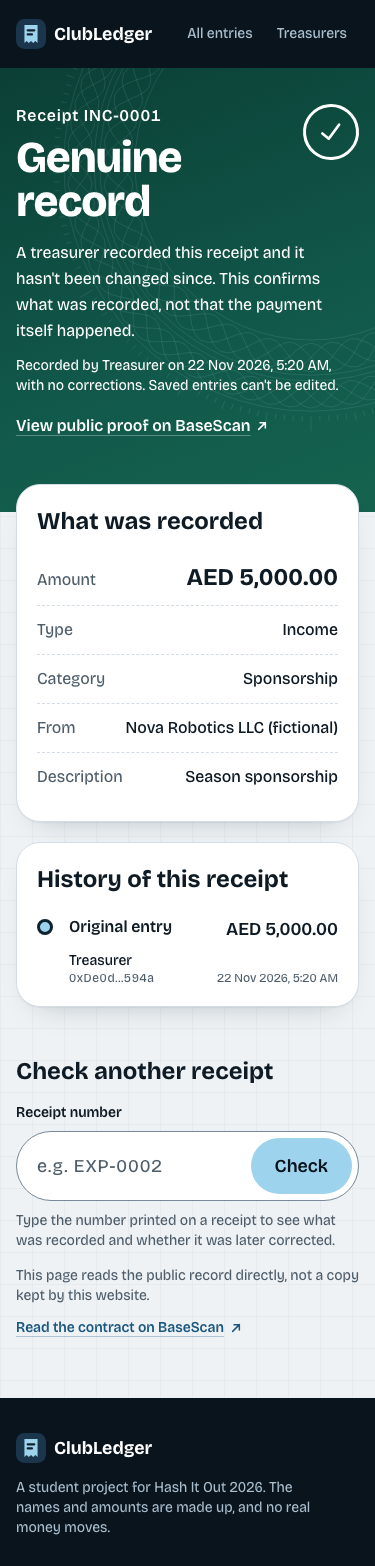 ClubLedger
All entries
Treasurers
Receipt INC-0001
Genuine
record
A treasurer recorded this receipt and it
hasn't been changed since. This confirms
what was recorded, not that the payment
itself happened.
Recorded by Treasurer on 22 Nov 2026, 5:20 AM,
with no corrections. Saved entries can't be edited.
View public proof on BaseScan ↗
What was recorded
Amount AED 5,000.00
Type Income
Category Sponsorship
From Nova Robotics LLC (fictional)
Description Season sponsorship
History of this receipt
Original entry AED 5,000.00
Treasurer
0xDe0d…594a 22 Nov 2026, 5:20 AM
Check another receipt
Receipt number
e.g. EXP-0002 Check
Type the number printed on a receipt to see what
was recorded and whether it was later corrected.
This page reads the public record directly, not a copy
kept by this website.
Read the contract on BaseScan ↗
ClubLedger
A student project for Hash It Out 2026. The
names and amounts are made up, and no real
money moves.